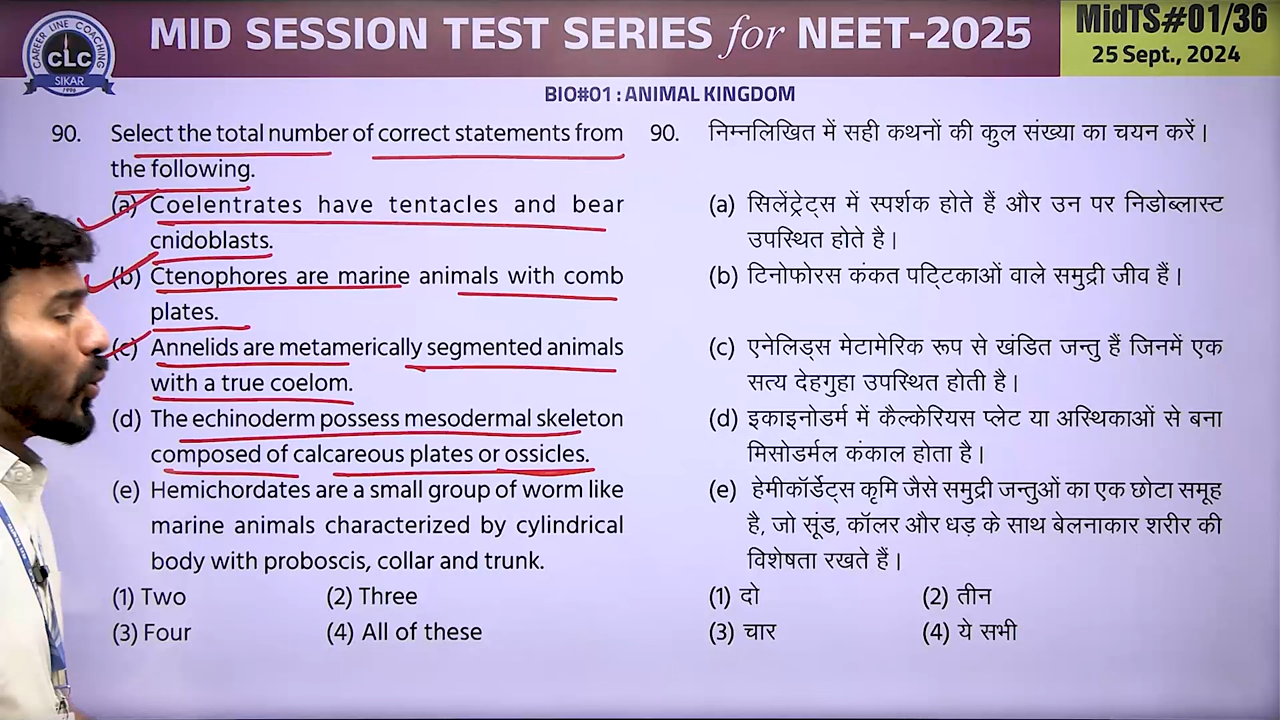 MID SESSION TEST SERIES for NEET-2025
MidTS#01/36
25 Sept., 2024
CAREER LINE COACHING
CLC
SIKAR
1996
BIO#01 : ANIMAL KINGDOM
90. Select the total number of correct statements from
the following.
(a) Coelentrates have tentacles and bear
cnidoblasts.
(b) Ctenophores are marine animals with comb
plates.
(c) Annelids are metamerically segmented animals
with a true coelom.
(d) The echinoderm possess mesodermal skeleton
composed of calcareous plates or ossicles.
(e) Hemichordates are a small group of worm like
marine animals characterized by cylindrical
body with proboscis, collar and trunk.
(1) Two (2) Three
(3) Four (4) All of these
90. निम्नलिखित में सही कथनों की कुल संख्या का चयन करें।
(a) सिलेंट्रेट्स में स्पर्शक होते हैं और उन पर निडोब्लास्ट
उपस्थित होते है।
(b) टिनोफोरस कंकत पट्टिकाओं वाले समुद्री जीव हैं।
(c) एनेलिड्स मेटामेरिक रूप से खंडित जन्तु हैं जिनमें एक
सत्य देहगुहा उपस्थित होती है।
(d) इकाइनोडर्म में कैल्केरियस प्लेट या अस्थिकाओं से बना
मिसोडर्मल कंकाल होता है।
(e) हेमीकॉर्डेट्स कृमि जैसे समुद्री जन्तुओं का एक छोटा समूह
है, जो सूंड, कॉलर और धड़ के साथ बेलनाकार शरीर की
विशेषता रखते हैं।
(1) दो (2) तीन
(3) चार (4) ये सभी